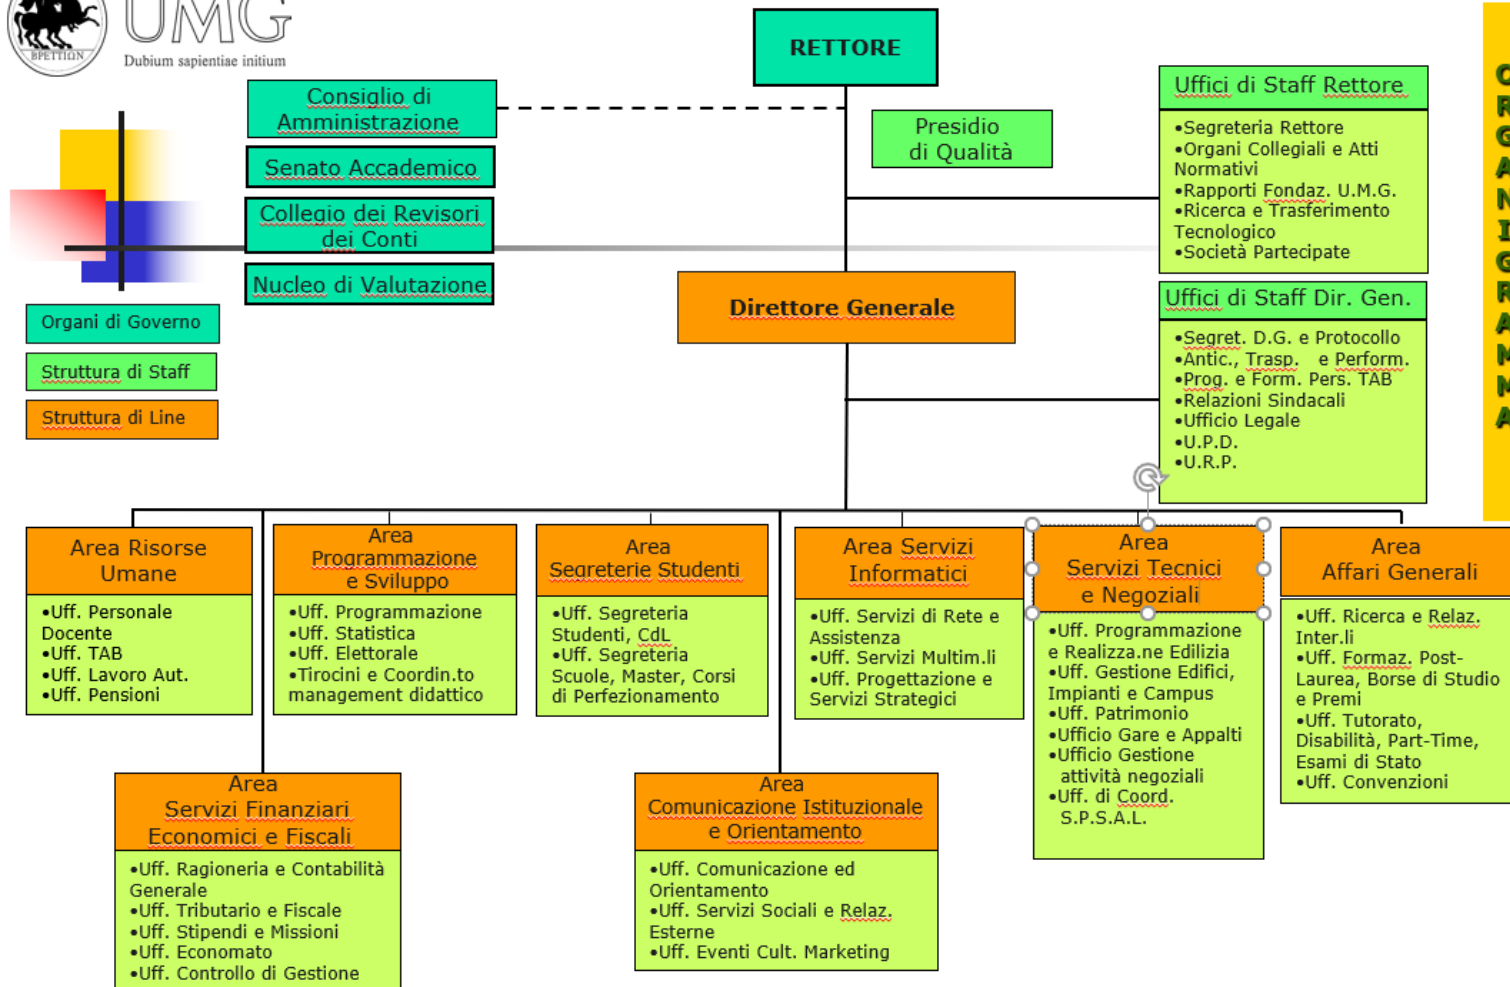 UMG
ΒΡΕΤΤΙΩΝ
Dubium sapientiae initium
RETTORE
Consiglio di
Amministrazione
Senato Accademico
Collegio dei Revisori
dei Conti
Nucleo di Valutazione
Presidio
di Qualità
Organi di Governo
Struttura di Staff
Struttura di Line
Direttore Generale
Uffici di Staff Rettore
•Segreteria Rettore
•Organi Collegiali e Atti
Normativi
•Rapporti Fondaz. U.M.G.
•Ricerca e Trasferimento
Tecnologico
•Società Partecipate
Uffici di Staff Dir. Gen.
•Segret. D.G. e Protocollo
•Antic., Trasp. e Perform.
•Prog. e Form. Pers. TAB
•Relazioni Sindacali
•Ufficio Legale
•U.P.D.
•U.R.P.
O
R
G
A
N
I
G
R
A
M
M
A
Area Risorse
Umane
•Uff. Personale
Docente
•Uff. TAB
•Uff. Lavoro Aut.
•Uff. Pensioni
Area
Programmazione
e Sviluppo
•Uff. Programmazione
•Uff. Statistica
•Uff. Elettorale
•Tirocini e Coordin.to
management didattico
Area
Segreterie Studenti
•Uff. Segreteria
Studenti, CdL
•Uff. Segreteria
Scuole, Master, Corsi
di Perfezionamento
Area Servizi
Informatici
•Uff. Servizi di Rete e
Assistenza
•Uff. Servizi Multim.li
•Uff. Progettazione e
Servizi Strategici
Area
Servizi Tecnici
e Negoziali
•Uff. Programmazione
e Realizza.ne Edilizia
•Uff. Gestione Edifici,
Impianti e Campus
•Uff. Patrimonio
•Ufficio Gare e Appalti
•Ufficio Gestione
attività negoziali
•Uff. di Coord.
S.P.S.A.L.
Area
Affari Generali
•Uff. Ricerca e Relaz.
Inter.li
•Uff. Formaz. Post-
Laurea, Borse di Studio
e Premi
•Uff. Tutorato,
Disabilità, Part-Time,
Esami di Stato
•Uff. Convenzioni
Area
Servizi Finanziari
Economici e Fiscali
•Uff. Ragioneria e Contabilità
Generale
•Uff. Tributario e Fiscale
•Uff. Stipendi e Missioni
•Uff. Economato
•Uff. Controllo di Gestione
Area
Comunicazione Istituzionale
e Orientamento
•Uff. Comunicazione ed
Orientamento
•Uff. Servizi Sociali e Relaz.
Esterne
•Uff. Eventi Cult. Marketing